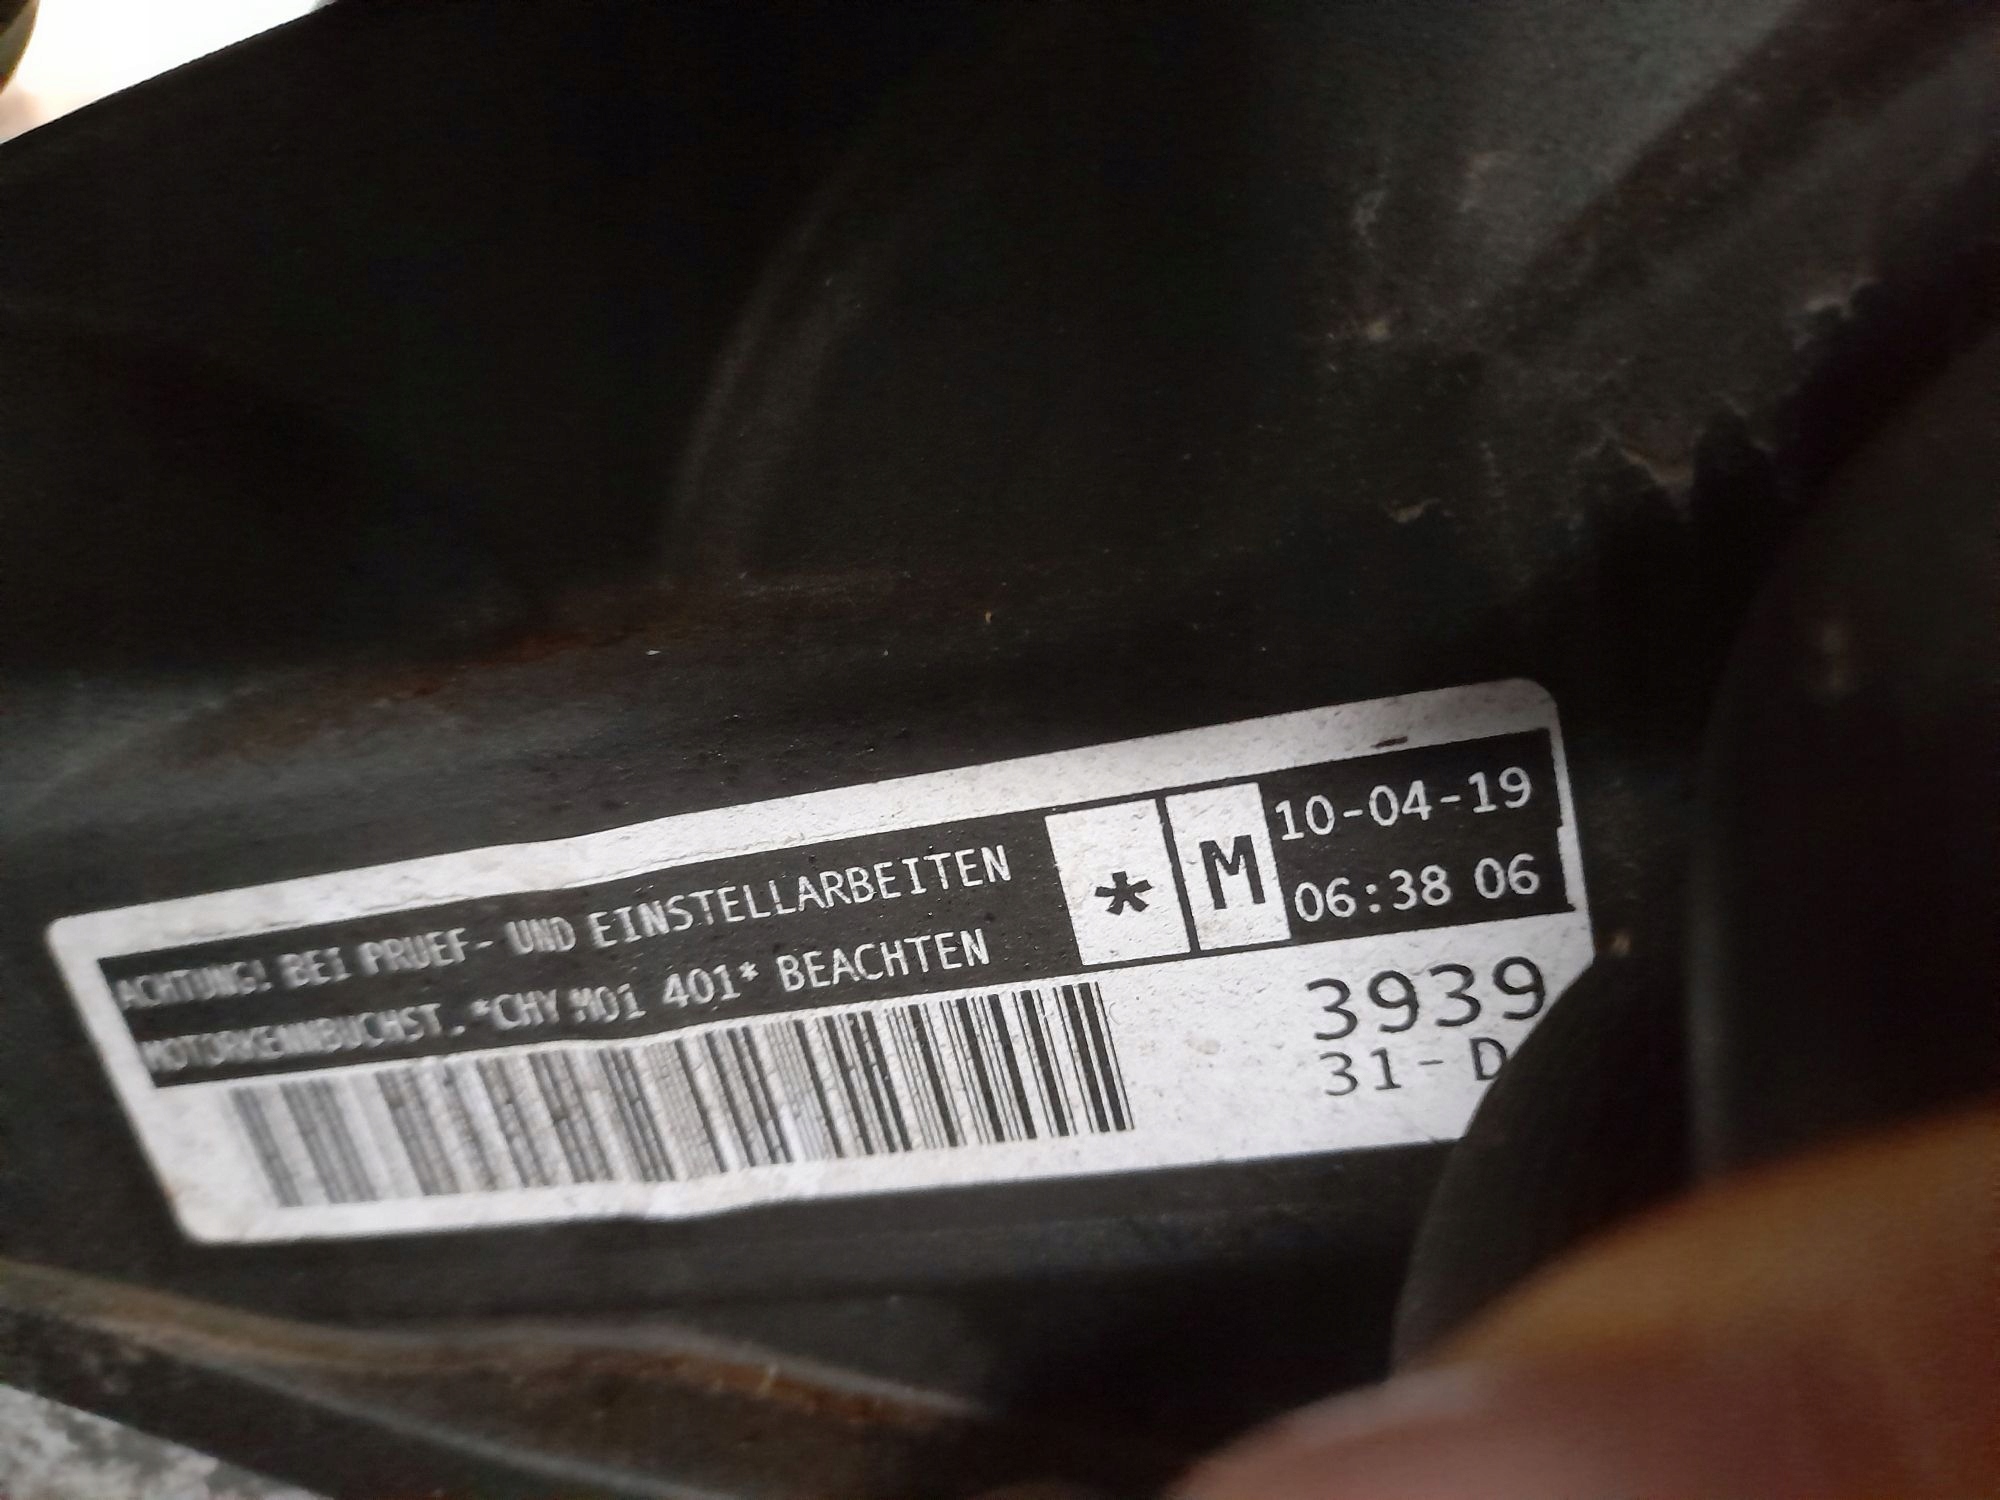 ACHTUNG! BEI PRUEF- UND EINSTELLARBEITEN
MOTORKENNBUCHST. *CHY M01 401* BEACHTEN
*
M
10-04-19
06:38 06
3939
31-D